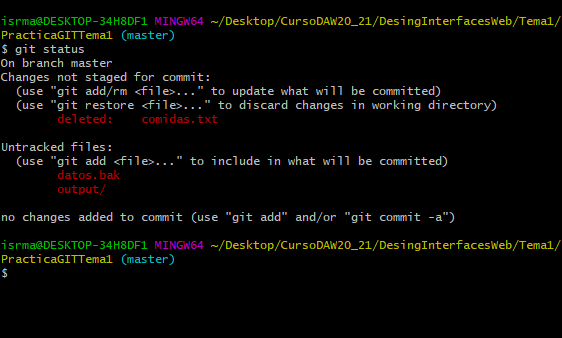 isrma@DESKTOP-34H8DF1 MINGW64 ~/Desktop/CursoDAW20_21/DesingInterfacesWeb/Tema1/
PracticaGITTema1 (master)
$ git status
On branch master
Changes not staged for commit:
  (use "git add/rm <file>..." to update what will be committed)
  (use "git restore <file>..." to discard changes in working directory)
        deleted:    comidas.txt

Untracked files:
  (use "git add <file>..." to include in what will be committed)
        datos.bak
        output/

no changes added to commit (use "git add" and/or "git commit -a")

isrma@DESKTOP-34H8DF1 MINGW64 ~/Desktop/CursoDAW20_21/DesingInterfacesWeb/Tema1/
PracticaGITTema1 (master)
$